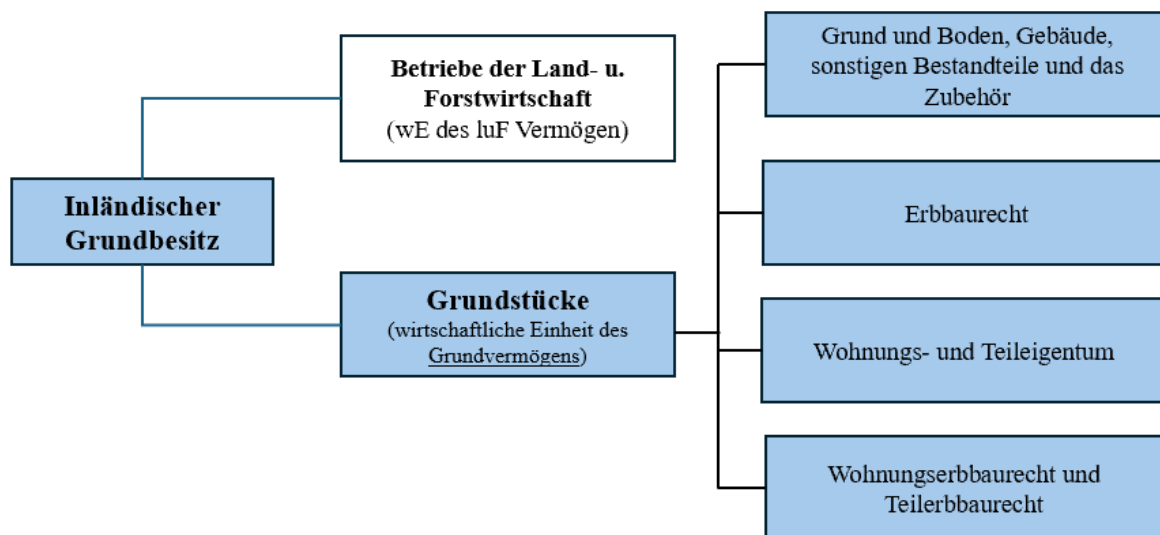 Inländischer
Grundbesitz
Betriebe der Land- u.
Forstwirtschaft
(wE des luF Vermögen)
Grundstücke
(wirtschaftliche Einheit des
Grundvermögens)
Grund und Boden, Gebäude,
sonstigen Bestandteile und das
Zubehör
Erbbaurecht
Wohnungs- und Teileigentum
Wohnungserbbaurecht und
Teilerbbaurecht